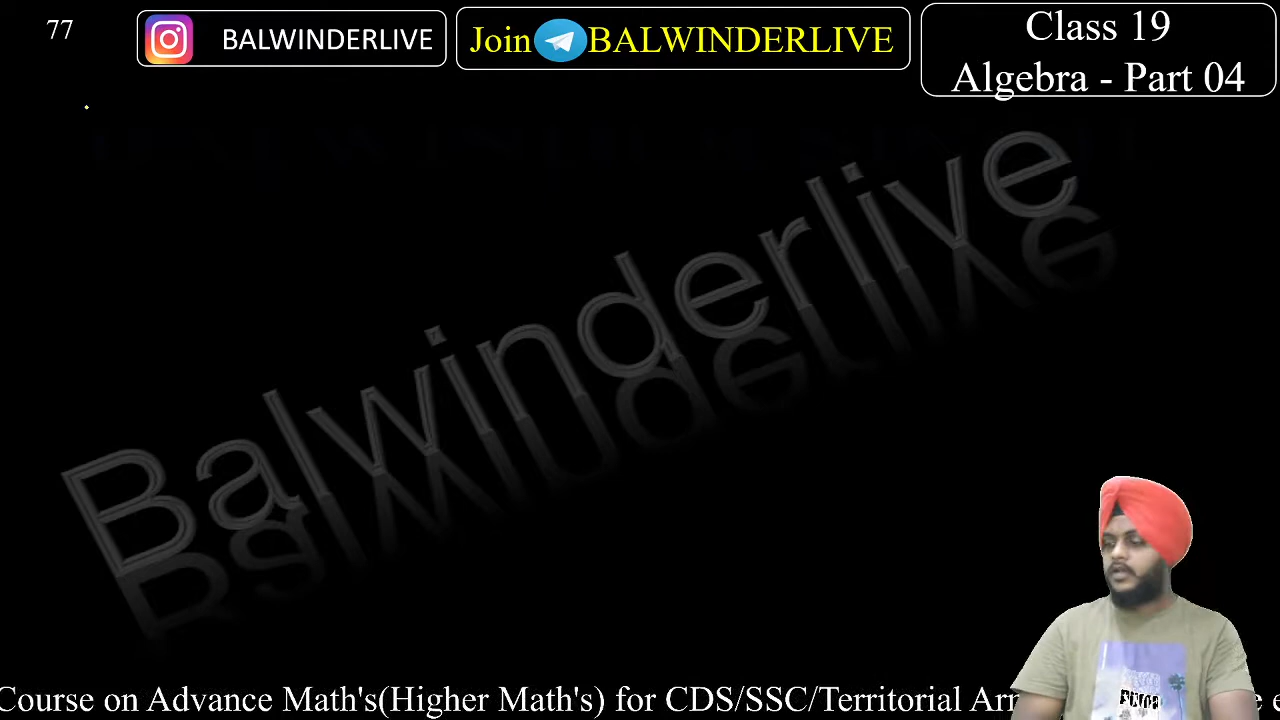 77
BALWINDERLIVE
Join BALWINDERLIVE
Class 19
Algebra - Part 04
Balwinderlive
Course on Advance Math's(Higher Math's) for CDS/SSC/Territorial